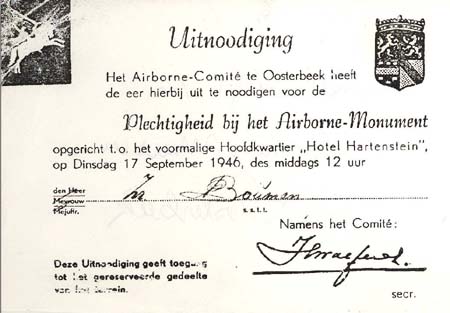 Uitnoodiging
Het Airborne-Comité te Oosterbeek heeft
de eer hierbij uit te noodigen voor de
Plechtigheid bij het Airborne-Monument
opgericht t.o. het voormalige Hoofdkwartier „Hotel Hartenstein",
op Dinsdag 17 September 1946, des middags 12 uur
den Heer
Mevrouw
Mejuffr.
Bouman
s.s.t.t.
Namens het Comité:
Deze Uitnoodiging geeft toegang
tot het gereserveerde gedeelte
van het terrein.
secr.